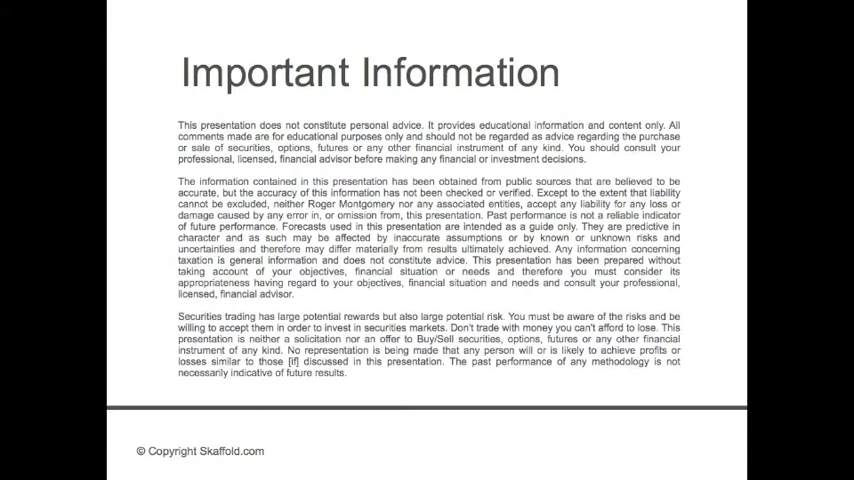 Important Information
This presentation does not constitute personal advice. It provides educational information and content only. All
comments made are for educational purposes only and should not be regarded as advice regarding the purchase
or sale of securities, options, futures or any other financial instrument of any kind. You should consult your
professional, licensed, financial advisor before making any financial or investment decisions.
The information contained in this presentation has been obtained from public sources that are believed to be
accurate, but the accuracy of this information has not been checked or verified. Except to the extent that liability
cannot be excluded, neither Roger Montgomery nor any associated entities, accept any liability for any loss or
damage caused by any error in, or omission from, this presentation. Past performance is not a reliable indicator
of future performance. Forecasts used in this presentation are intended as a guide only. They are predictive in
character and as such may be affected by inaccurate assumptions or by known or unknown risks and
uncertainties and therefore may differ materially from results ultimately achieved. Any information concerning
taxation is general information and does not constitute advice. This presentation has been prepared without
taking account of your objectives, financial situation or needs and therefore you must consider its
appropriateness having regard to your objectives, financial situation and needs and consult your professional,
licensed, financial advisor.
Securities trading has large potential rewards but also large potential risk. You must be aware of the risks and be
willing to accept them in order to invest in securities markets. Don't trade with money you can't afford to lose. This
presentation is neither a solicitation nor an offer to Buy/Sell securities, options, futures or any other financial
instrument of any kind. No representation is being made that any person will or is likely to achieve profits or
losses similar to those [if] discussed in this presentation. The past performance of any methodology is not
necessarily indicative of future results.
© Copyright Skaffold.com